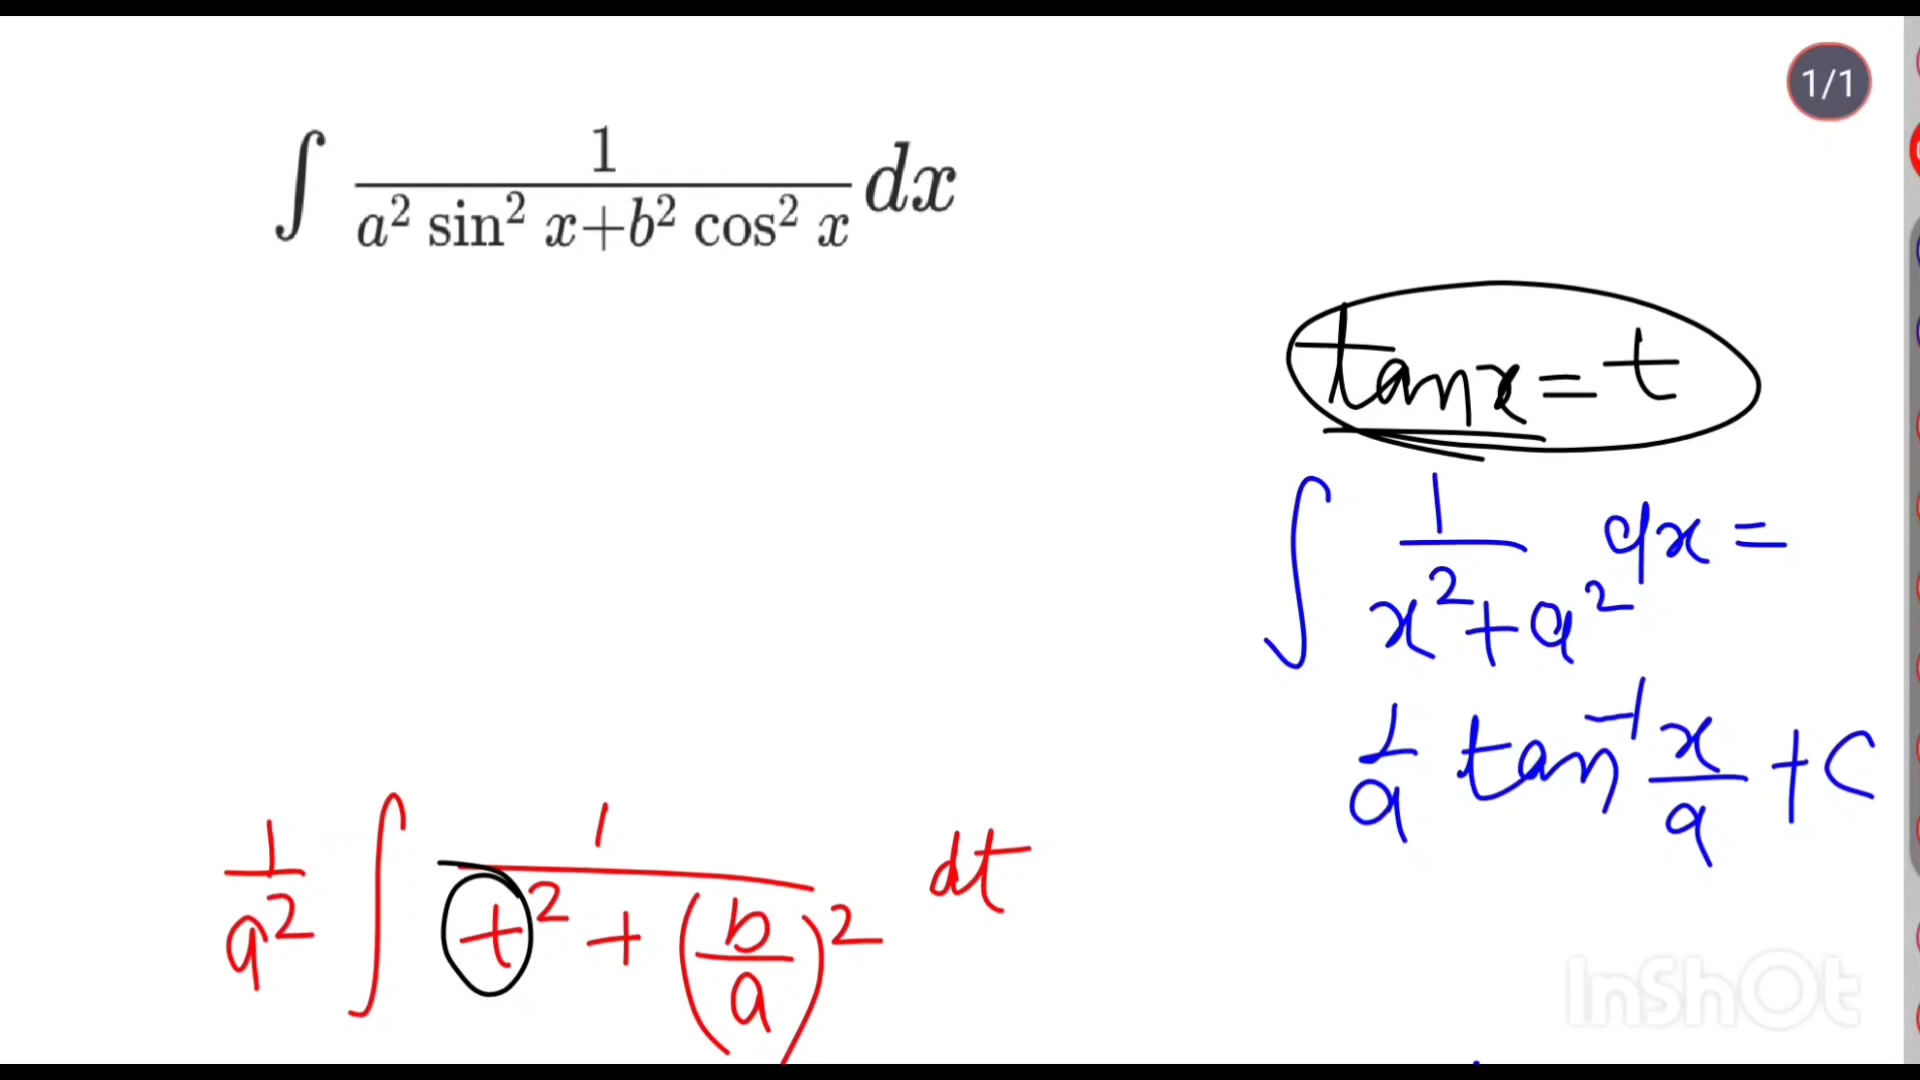 1/1
∫ 1/(a² sin² x+b² cos² x) dx
tanx = t
∫ 1/(x²+a²) dx =
1/a tan⁻¹ x/a + C
1/a² ∫ 1/(t² + (b/a)²) dt
InShOt